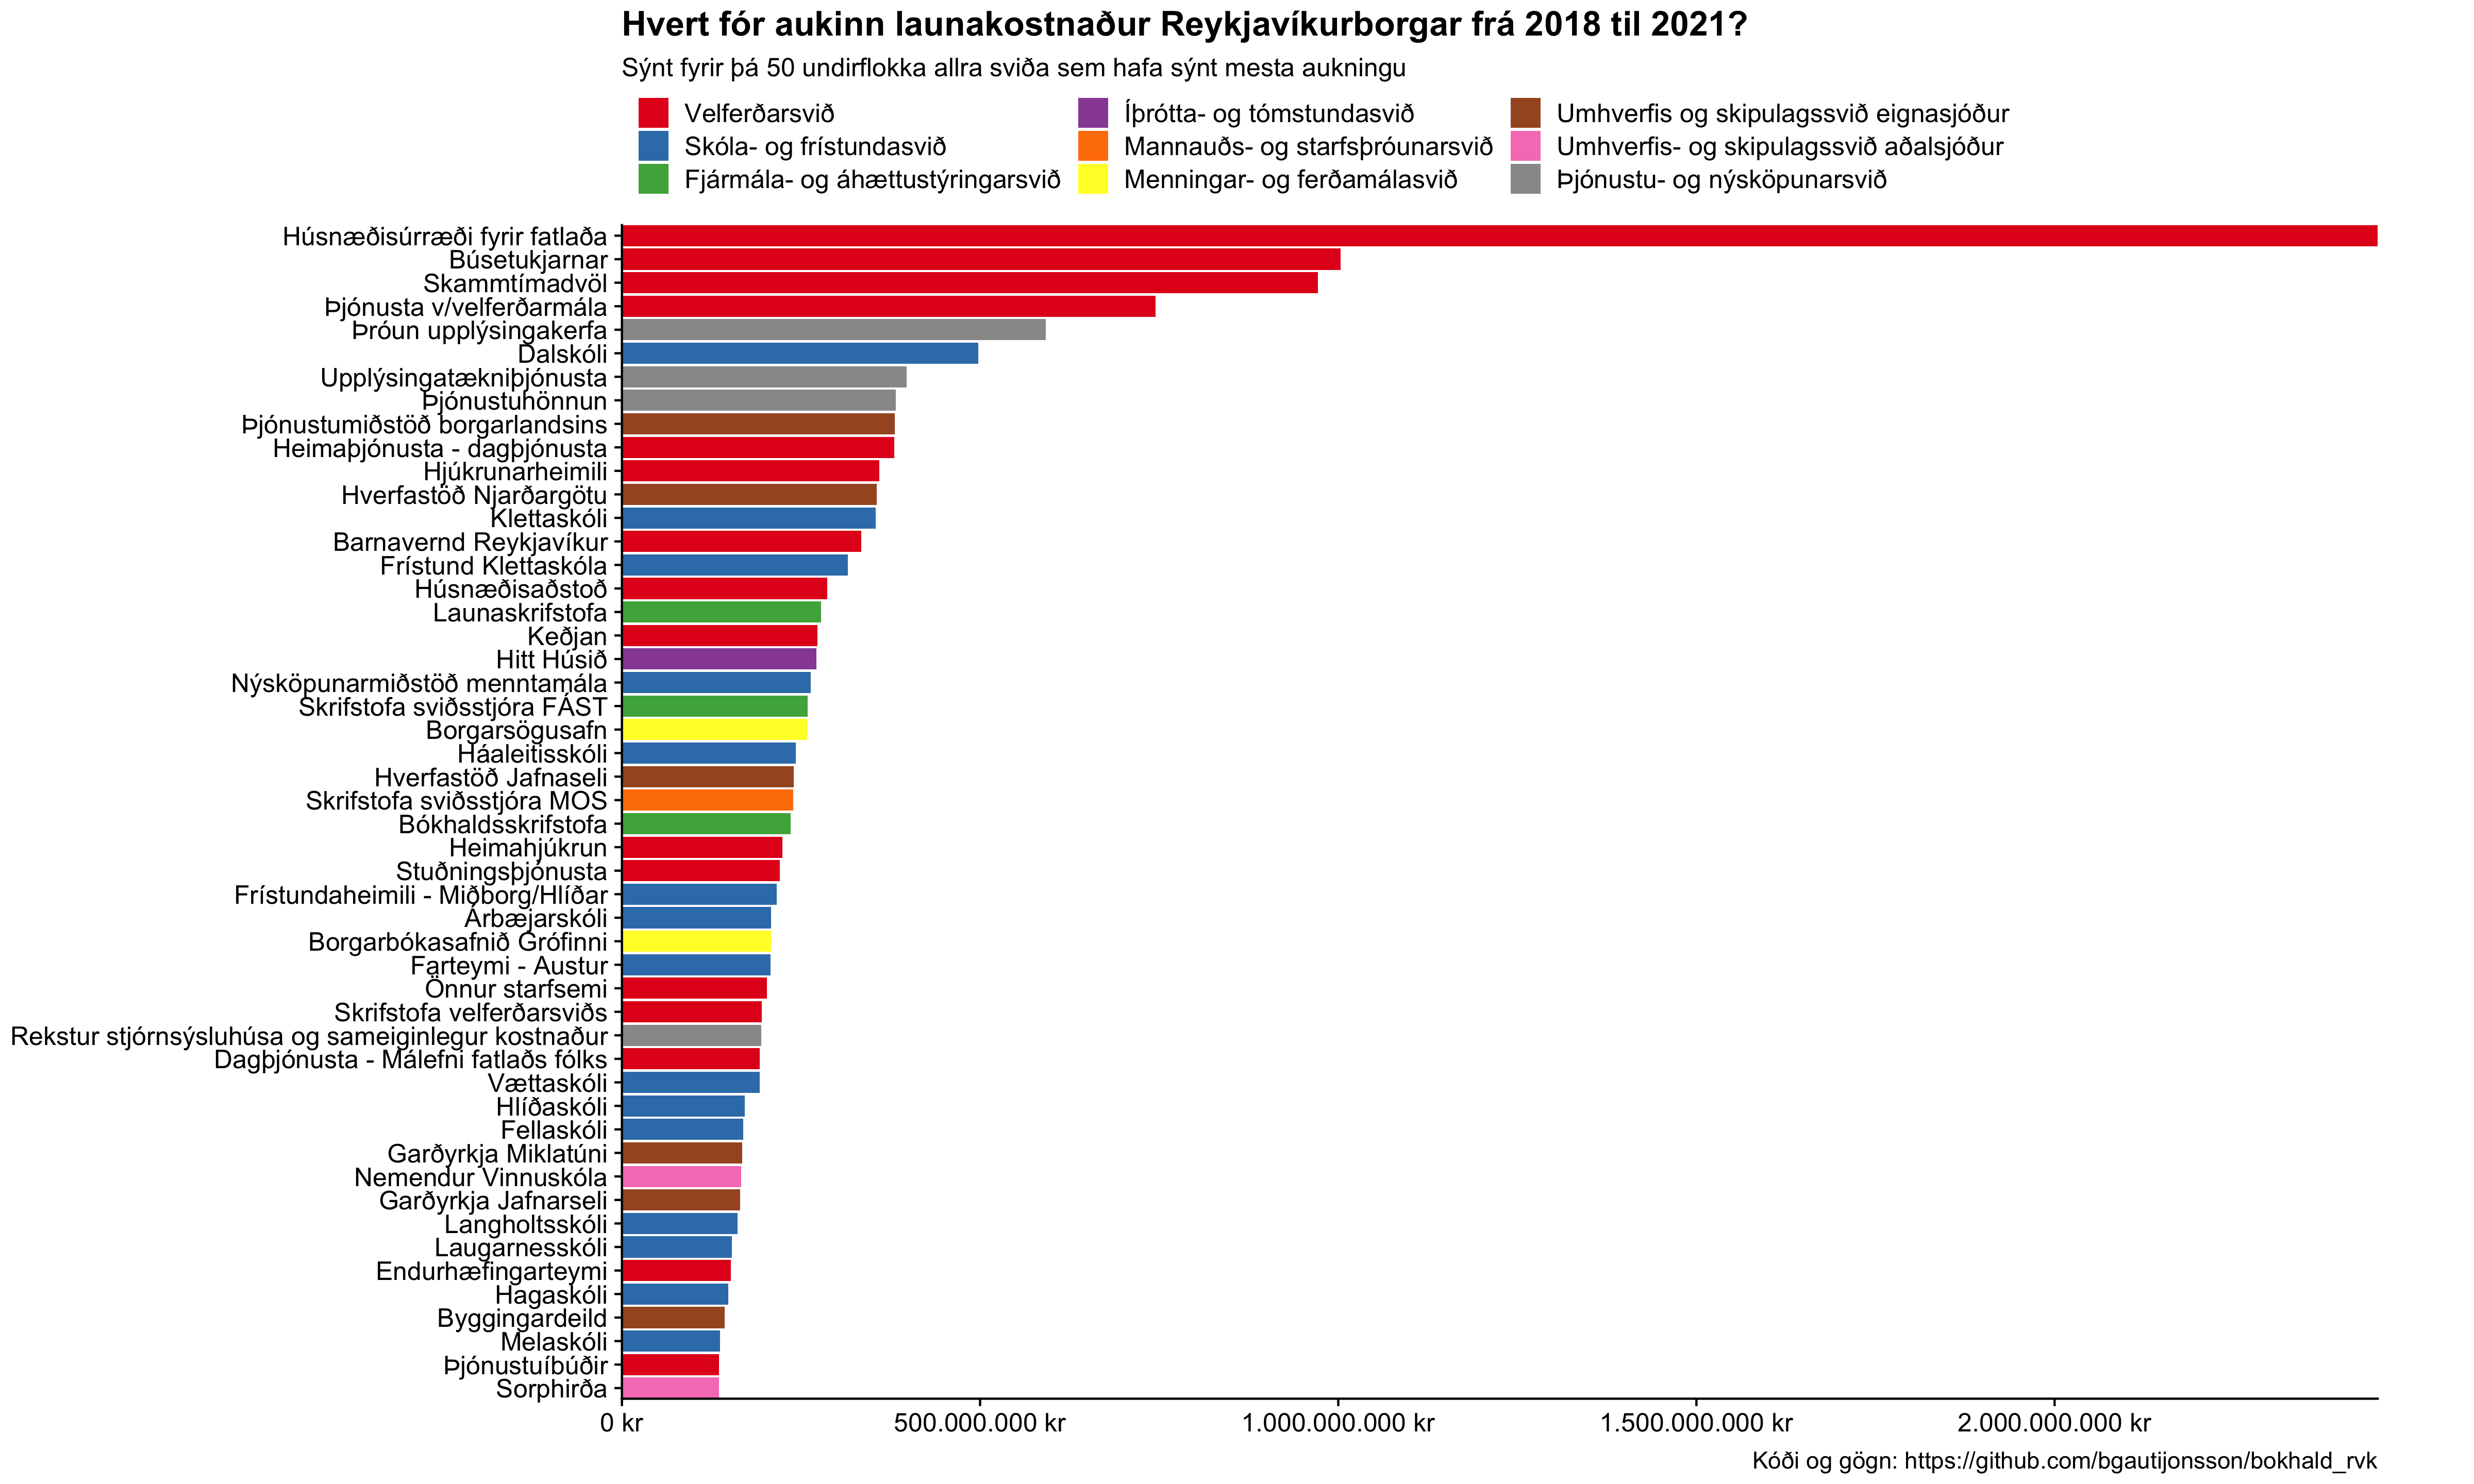 Hvert fór aukinn launakostnaður Reykjavíkurborgar frá 2018 til 2021?
Sýnt fyrir þá 50 undirflokka allra sviða sem hafa sýnt mesta aukningu
Velferðarsvið
Skóla- og frístundasvið
Fjármála- og áhættustýringarsvið
Íþrótta- og tómstundasvið
Mannauðs- og starfsþróunarsvið
Menningar- og ferðamálasvið
Umhverfis og skipulagssvið eignasjóður
Umhverfis- og skipulagssvið aðalsjóður
Þjónustu- og nýsköpunarsvið
Húsnæðisúrræði fyrir fatlaða
Búsetukjarnar
Skammtímadvöl
Þjónusta v/velferðarmála
Þróun upplýsingakerfa
Dalskóli
Upplýsingatækniþjónusta
Þjónustuhönnun
Þjónustumiðstöð borgarlandsins
Heimaþjónusta - dagþjónusta
Hjúkrunarheimili
Hverfastöð Njarðargötu
Klettaskóli
Barnavernd Reykjavíkur
Frístund Klettaskóla
Húsnæðisaðstoð
Launaskrifstofa
Keðjan
Hitt Húsið
Nýsköpunarmiðstöð menntamála
Skrifstofa sviðsstjóra FÁST
Borgarsögusafn
Háaleitisskóli
Hverfastöð Jafnaseli
Skrifstofa sviðsstjóra MOS
Bókhaldsskrifstofa
Heimahjúkrun
Stuðningsþjónusta
Frístundaheimili - Miðborg/Hlíðar
Árbæjarskóli
Borgarbókasafnið Grófinni
Farteymi - Austur
Önnur starfsemi
Skrifstofa velferðarsviðs
Rekstur stjórnsýsluhúsa og sameiginlegur kostnaður
Dagþjónusta - Málefni fatlaðs fólks
Vættaskóli
Hlíðaskóli
Fellaskóli
Garðyrkja Miklatúni
Nemendur Vinnuskóla
Garðyrkja Jafnarseli
Langholtsskóli
Laugarnesskóli
Endurhæfingarteymi
Hagaskóli
Byggingardeild
Melaskóli
Þjónustuíbúðir
Sorphirða
0 kr
500.000.000 kr
1.000.000.000 kr
1.500.000.000 kr
2.000.000.000 kr
Kóði og gögn: https://github.com/bgautijonsson/bokhald_rvk